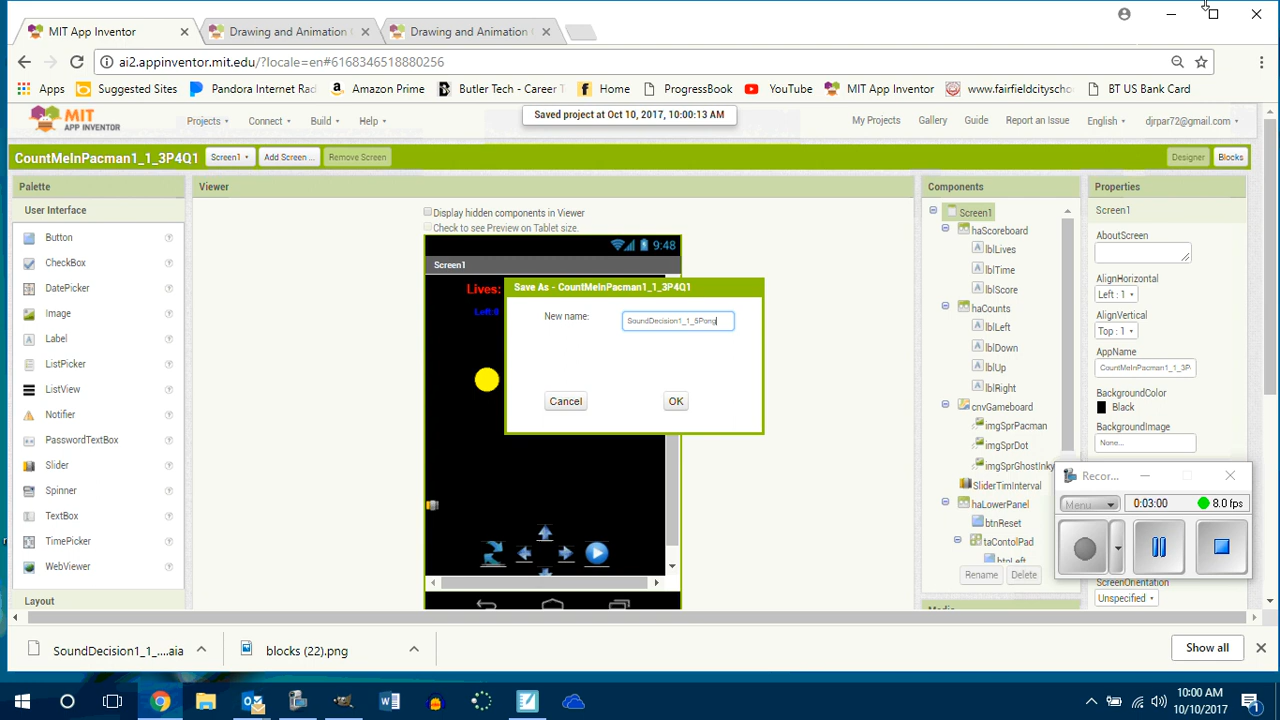 MIT App Inventor
Drawing and Animation C
Drawing and Animation C
ai2.appinventor.mit.edu/?locale=en#6168346518880256
Apps Suggested Sites Pandora Internet Rad Amazon Prime Butler Tech - Career T Home ProgressBook YouTube MIT App Inventor www.fairfieldcityscho BT US Bank Card
MIT
APP INVENTOR
Projects Connect Build Help
Saved project at Oct 10, 2017, 10:00:13 AM
My Projects Gallery Guide Report an Issue English djrpar72@gmail.com
CountMeInPacman1_1_3P4Q1 Screen1 Add Screen ... Remove Screen Designer Blocks
Palette
Viewer
Components
Properties
User Interface
Button
CheckBox
DatePicker
Image
Label
ListPicker
ListView
Notifier
PasswordTextBox
Slider
Spinner
TextBox
TimePicker
WebViewer
Layout
Display hidden components in Viewer
Check to see Preview on Tablet size.
9:48
Screen1
Lives:
Left:0
Save As - CountMeInPacman1_1_3P4Q1
New name: SoundDecision1_1_5Pong
Cancel OK
Screen1
haScoreboard
lblLives
lblTime
lblScore
haCounts
lblLeft
lblDown
lblUp
lblRight
cnvGameboard
imgSprPacman
imgSprDot
imgSprGhostInky
SliderTimInterval
haLowerPanel
btnReset
taContolPad
btnLeft
Rename Delete
Media
Screen1
AboutScreen
AlignHorizontal
Left : 1
AlignVertical
Top : 1
AppName
CountMeInPacman1_1_3P
BackgroundColor
Black
BackgroundImage
None...
Recor...
Menu 0:03:00 8.0 fps
ScreenOrientation
Unspecified
SoundDecision1_1_....aia
blocks (22).png
Show all
10:00 AM
10/10/2017